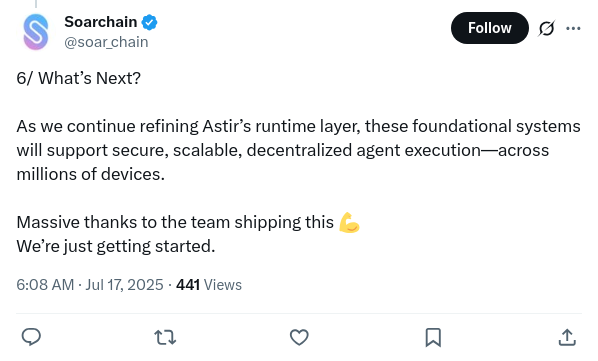 Soarchain
@soar_chain
Follow
6/ What’s Next?
As we continue refining Astir’s runtime layer, these foundational systems
will support secure, scalable, decentralized agent execution—across
millions of devices.
Massive thanks to the team shipping this 💪
We’re just getting started.
6:08 AM · Jul 17, 2025 · 441 Views